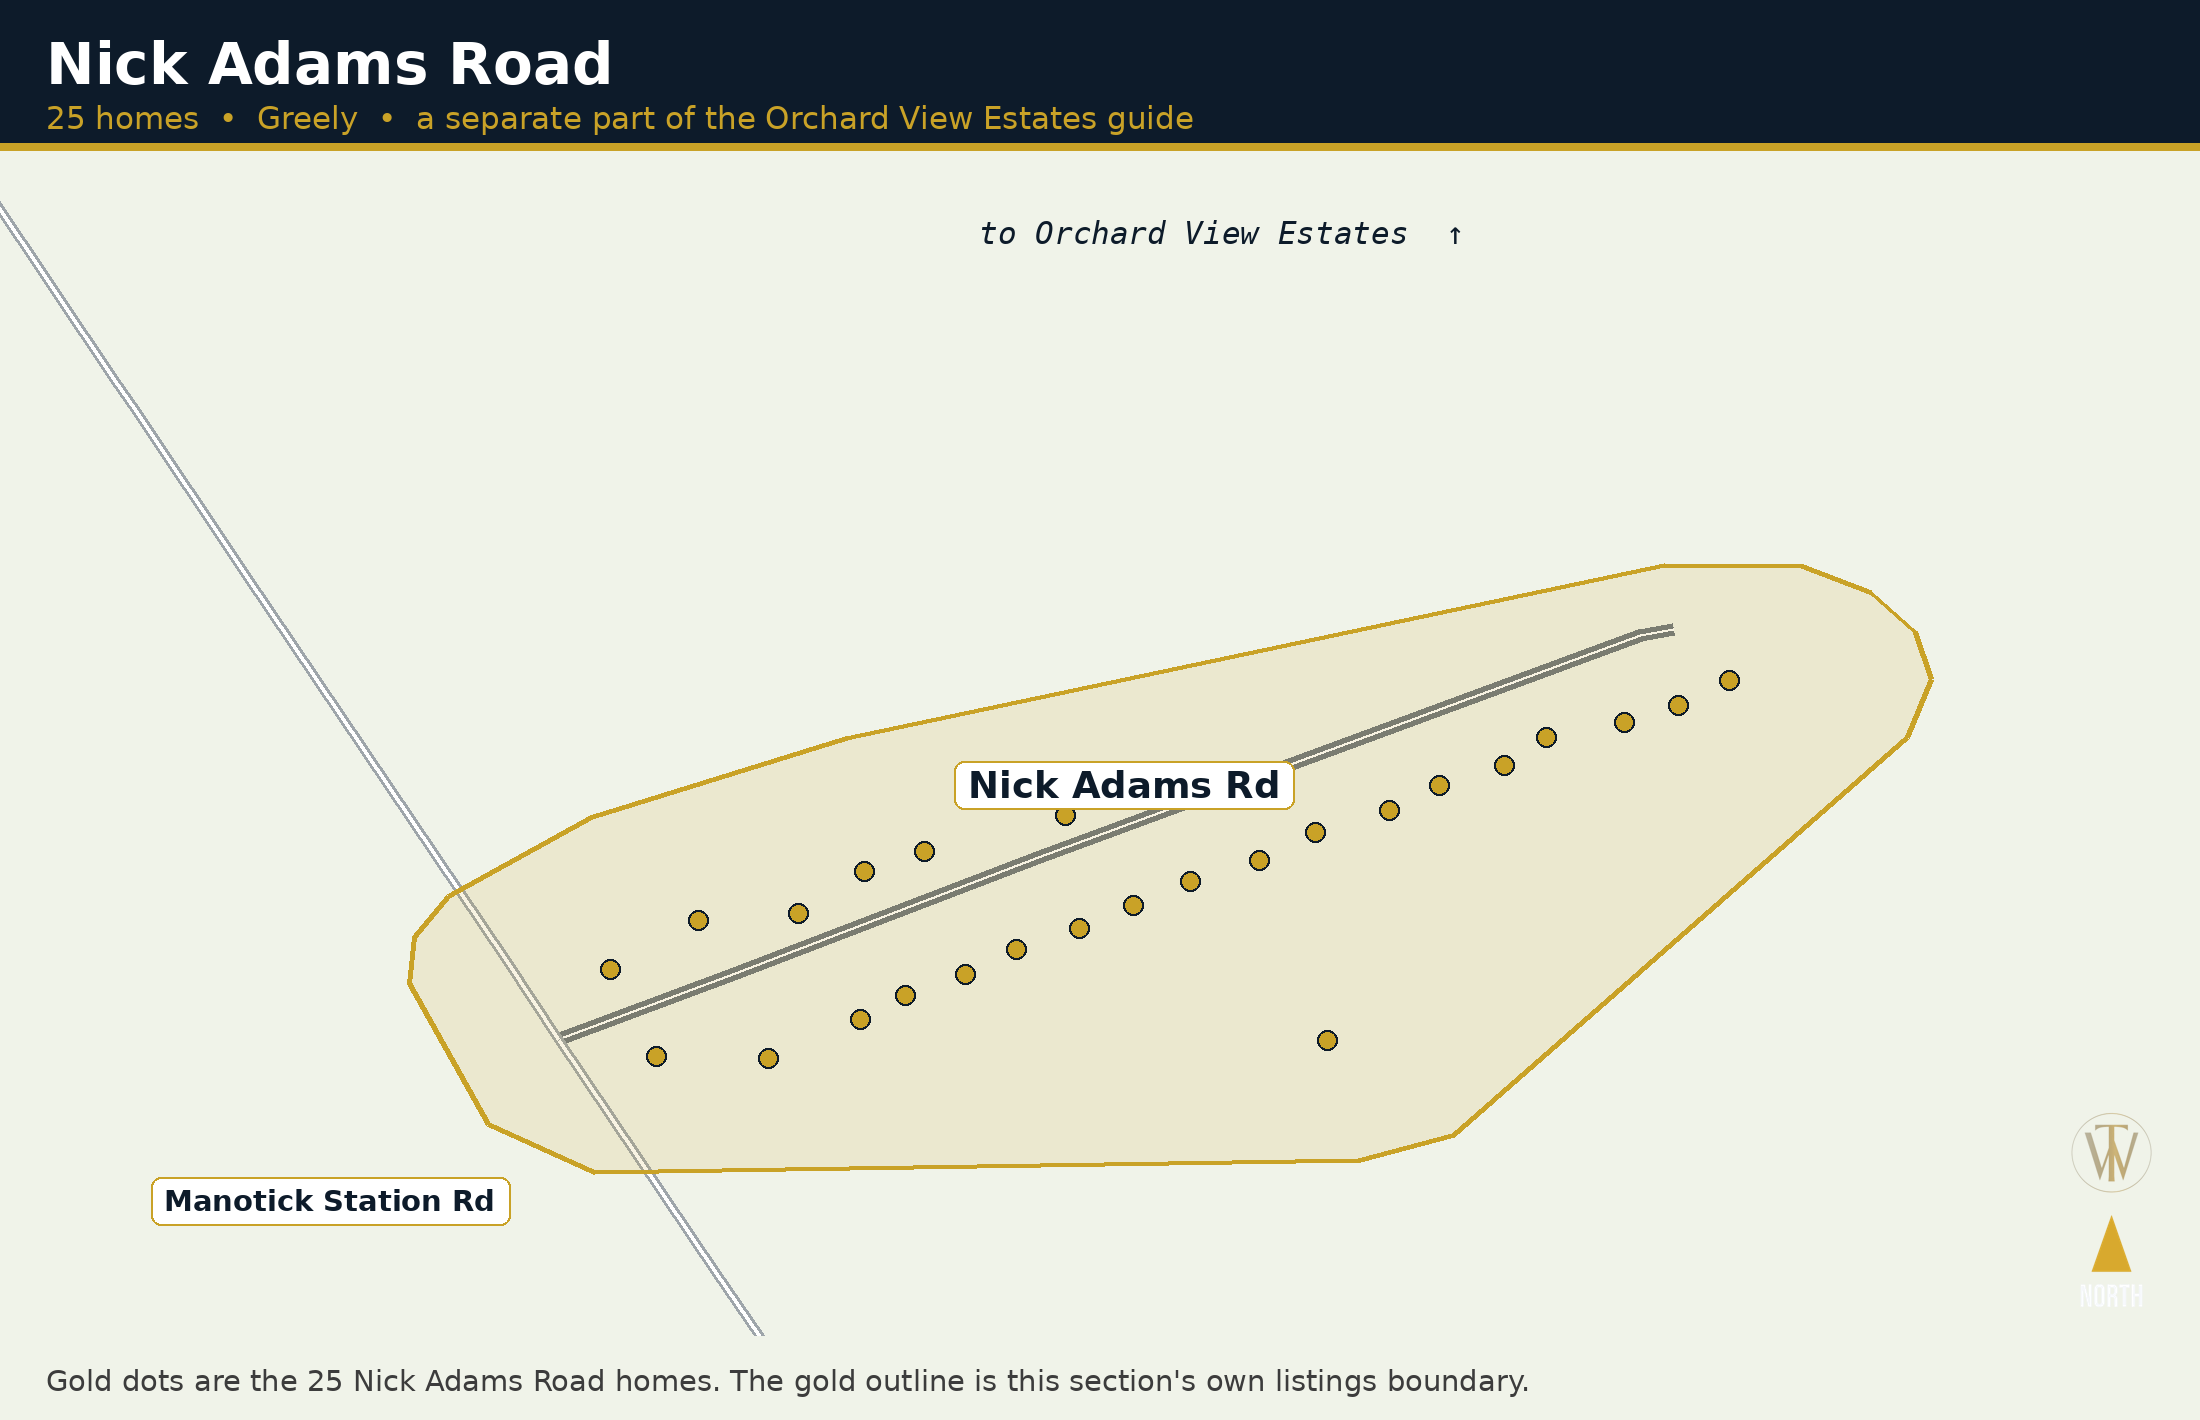 Nick Adams Road
25 homes • Greely • a separate part of the Orchard View Estates guide
to Orchard View Estates ↑
Nick Adams Rd
Manotick Station Rd
TW
NORTH
Gold dots are the 25 Nick Adams Road homes. The gold outline is this section's own listings boundary.